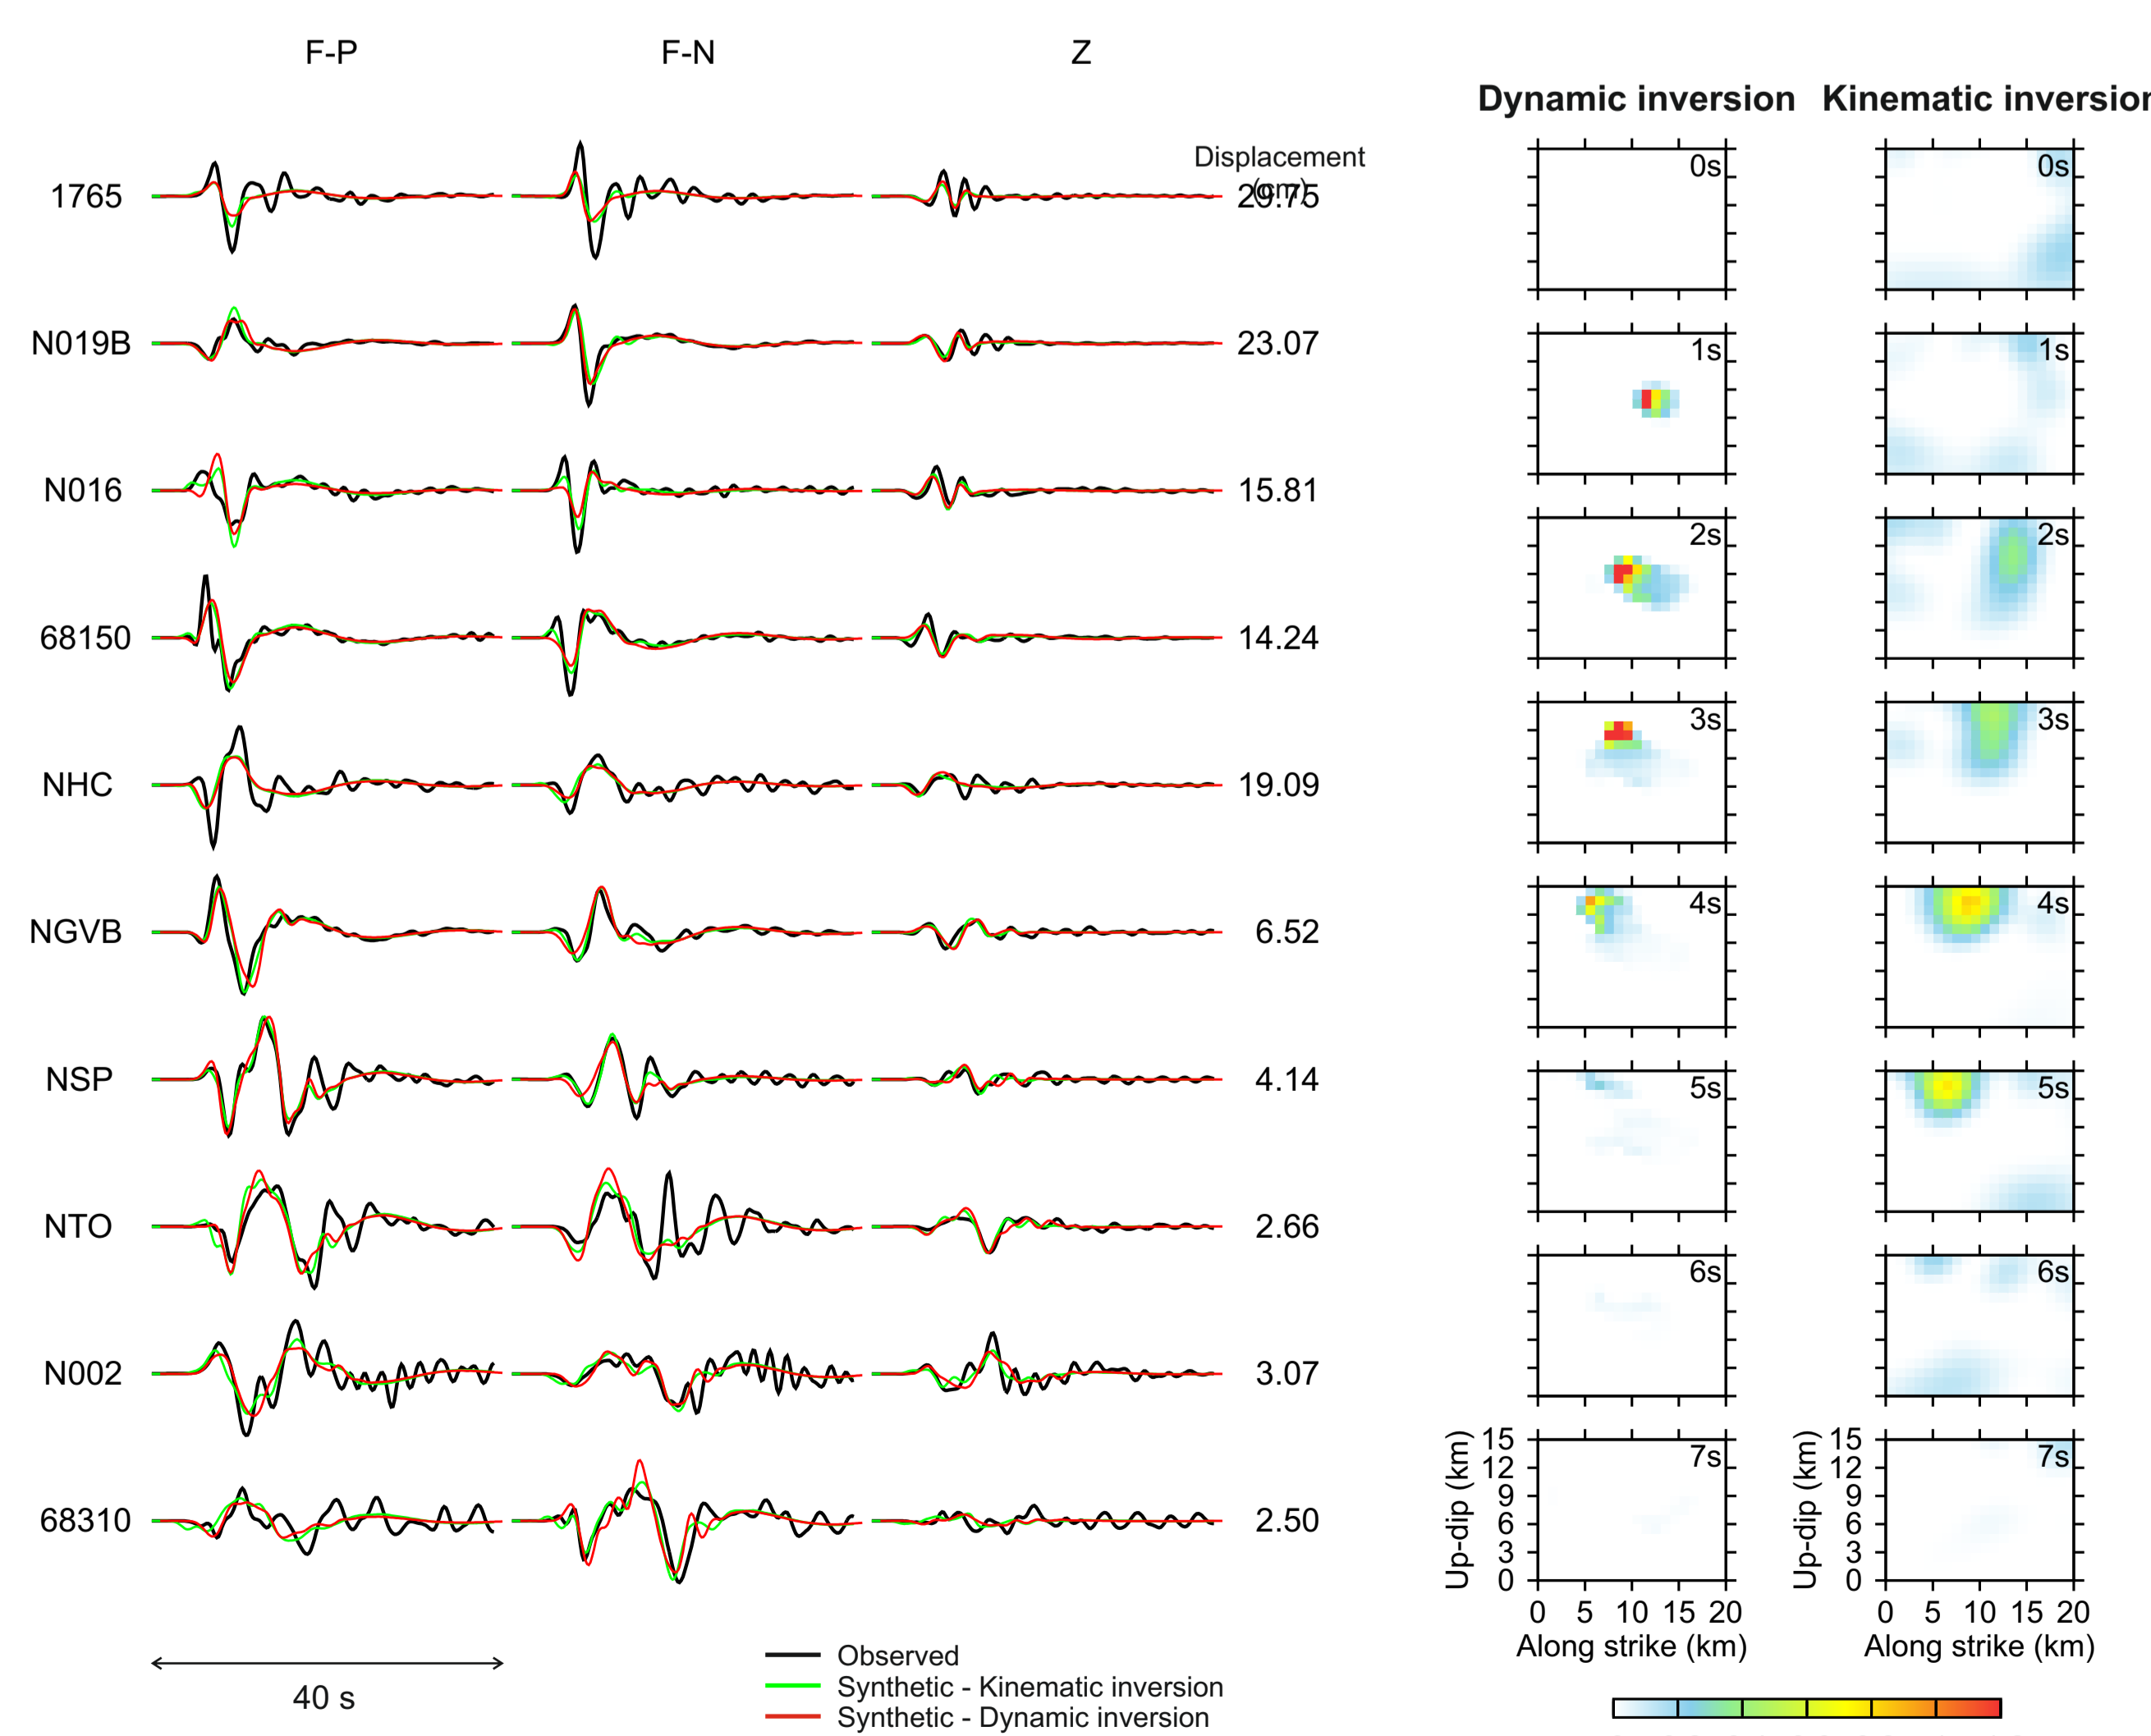 F-P F-N Z
Dynamic inversion Kinematic inversion
Displacement
(cm)
1765 29.75
N019B 23.07
N016 15.81
68150 14.24
NHC 19.09
NGVB 6.52
NSP 4.14
NTO 2.66
N002 3.07
68310 2.50
40 s
Observed
Synthetic - Kinematic inversion
Synthetic - Dynamic inversion
0s 0s
1s 1s
2s 2s
3s 3s
4s 4s
5s 5s
6s 6s
7s 7s
Up-dip (km) Up-dip (km)
15 15
12 12
9 9
6 6
3 3
0 0
0 5 10 15 20 0 5 10 15 20
Along strike (km) Along strike (km)